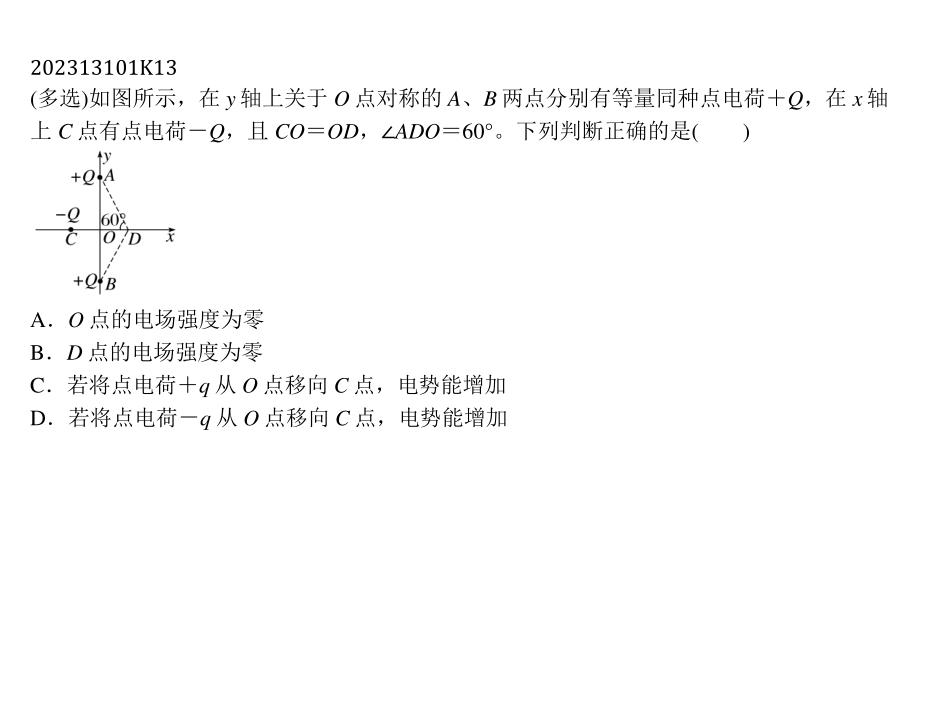 202313101K13
(多选)如图所示，在 y 轴上关于 O 点对称的 A、B 两点分别有等量同种点电荷＋Q，在 x 轴
上 C 点有点电荷－Q，且 CO＝OD，∠ADO＝60°。下列判断正确的是(　　)
y
+Q A
−Q 60°
C O D x
+Q B
A．O 点的电场强度为零
B．D 点的电场强度为零
C．若将点电荷＋q 从 O 点移向 C 点，电势能增加
D．若将点电荷－q 从 O 点移向 C 点，电势能增加